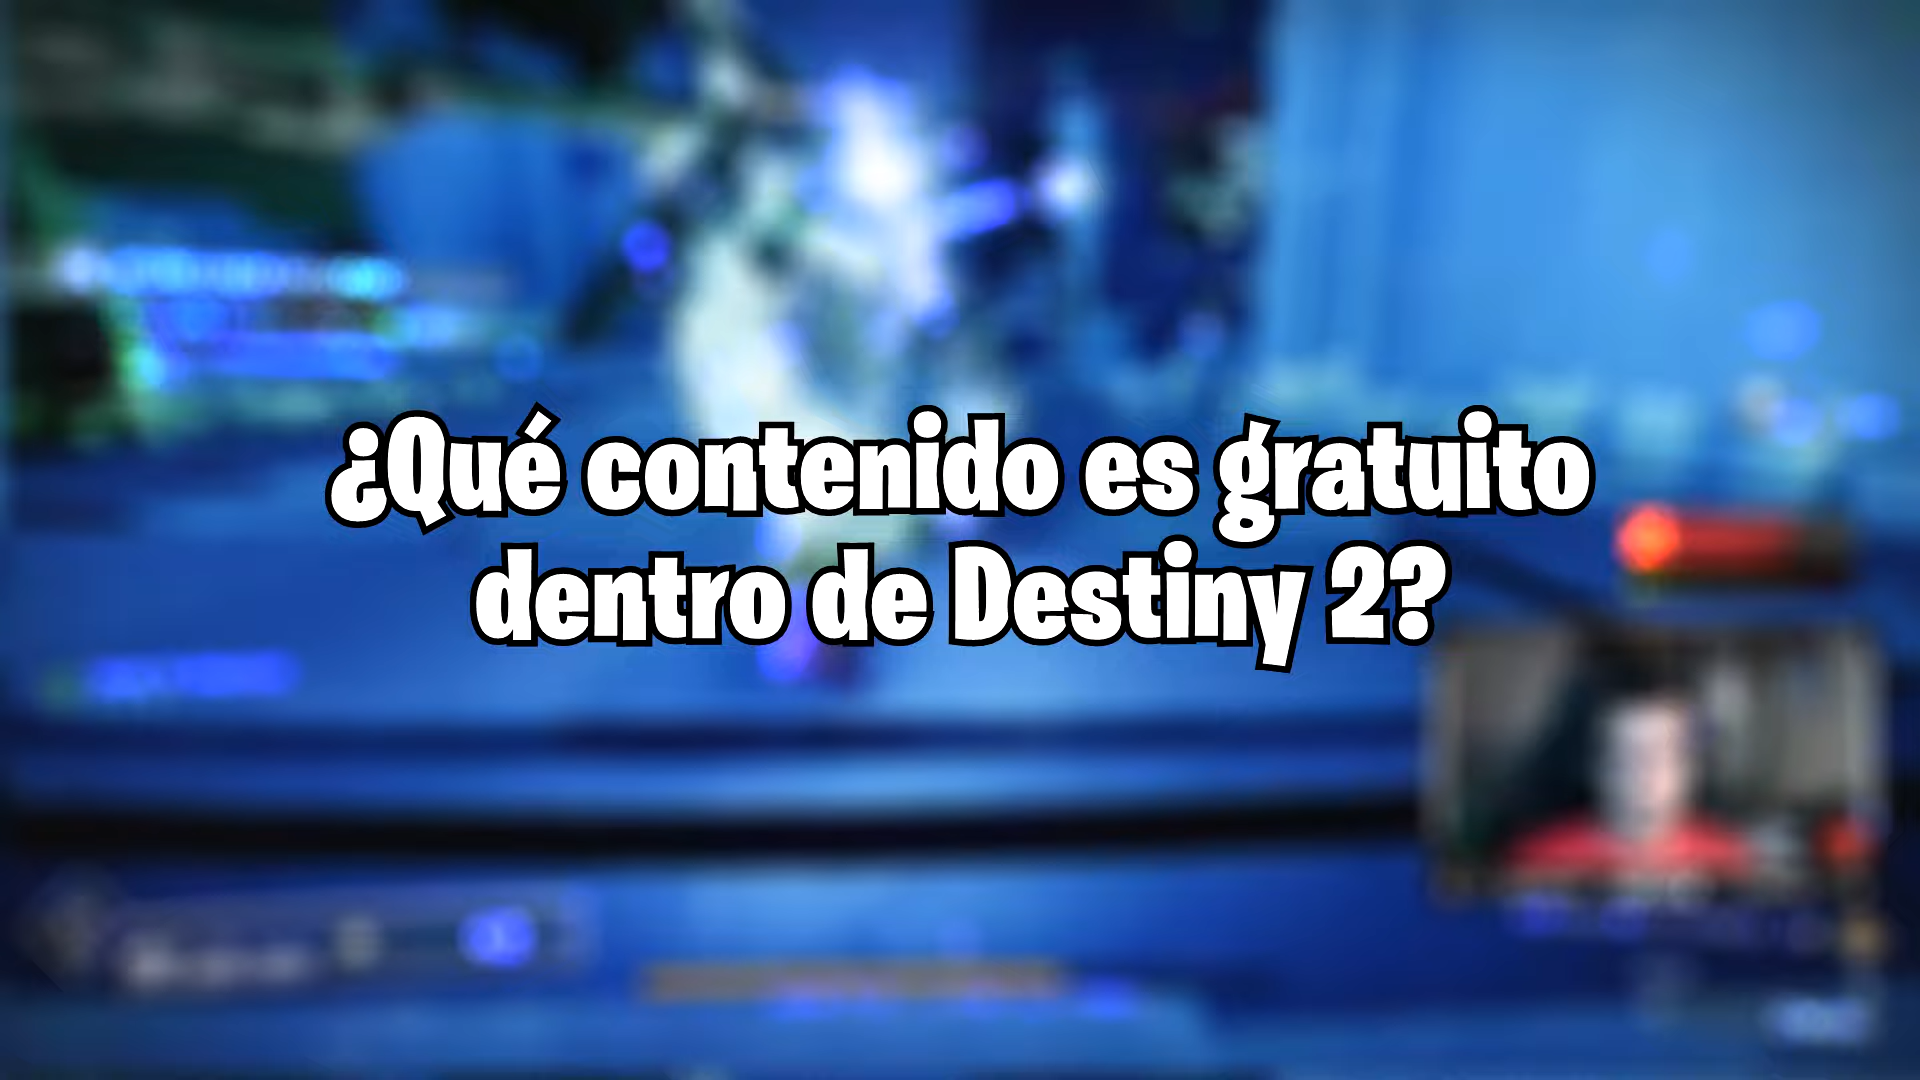 ¿Qué contenido es gratuito
dentro de Destiny 2?